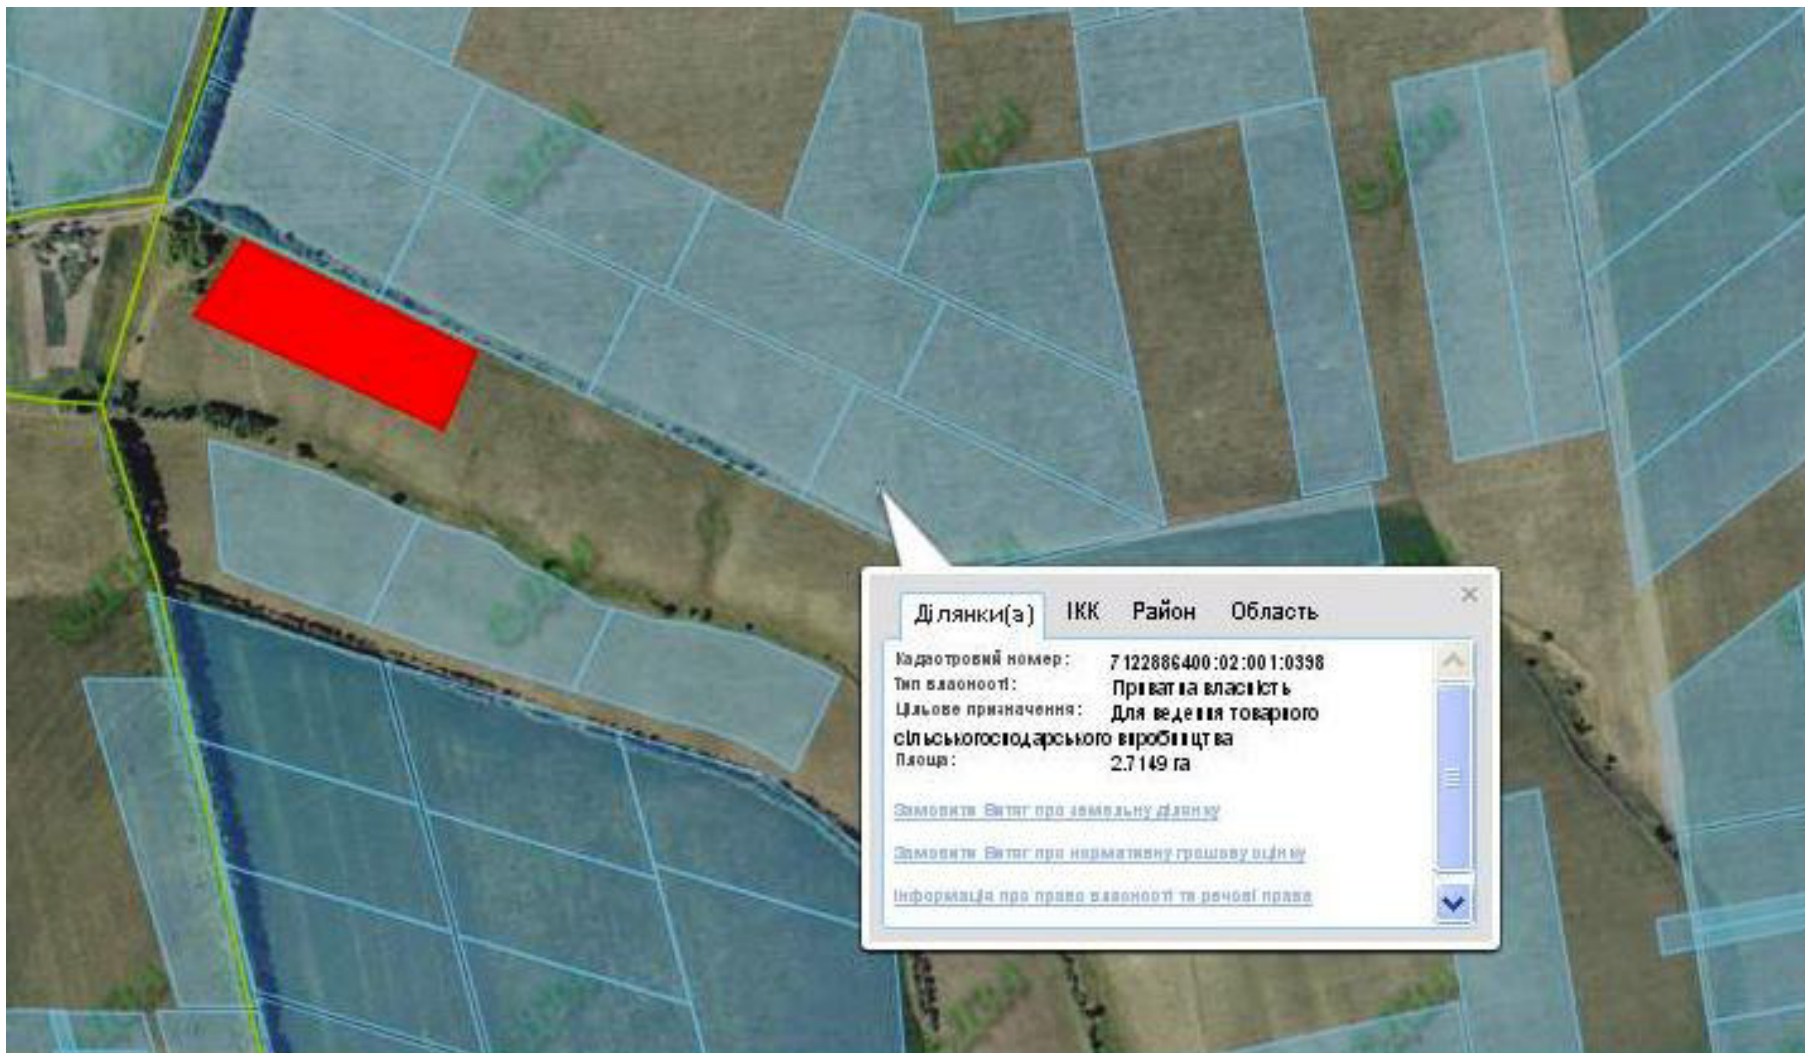 Ділянки(а) ІКК Район Область
Кадастровий номер: 7122886400:02:001:0398
Тип власності: Приватна власність
Цільове призначення: Для ведення товарного
сільськогосподарського виробництва
Площа: 2.7149 га
Замовити Витяг про земельну ділянку
Замовити Витяг про нормативну грошову оцінку
Інформація про право власності та речові права